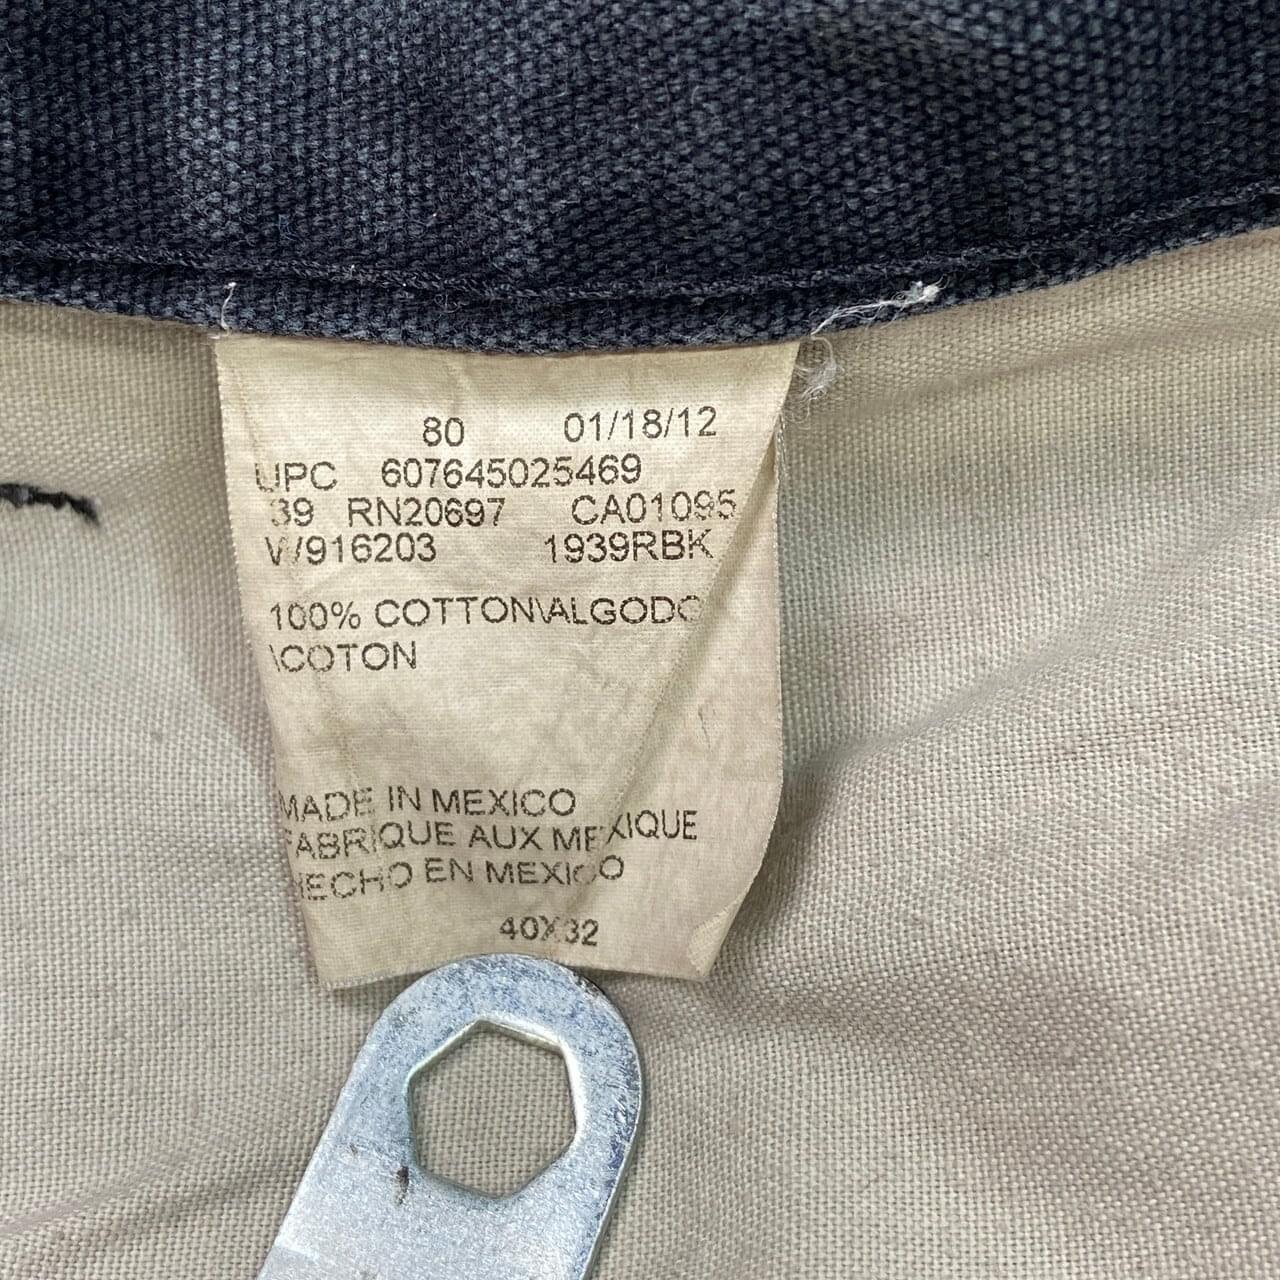 80 01/18/12
UPC 607645025469
39 RN20697 CA01095
W916203 1939RBK
100% COTTON\ALGODO
\COTON
MADE IN MEXICO
FABRIQUE AUX MEXIQUE
HECHO EN MEXICO
40X32